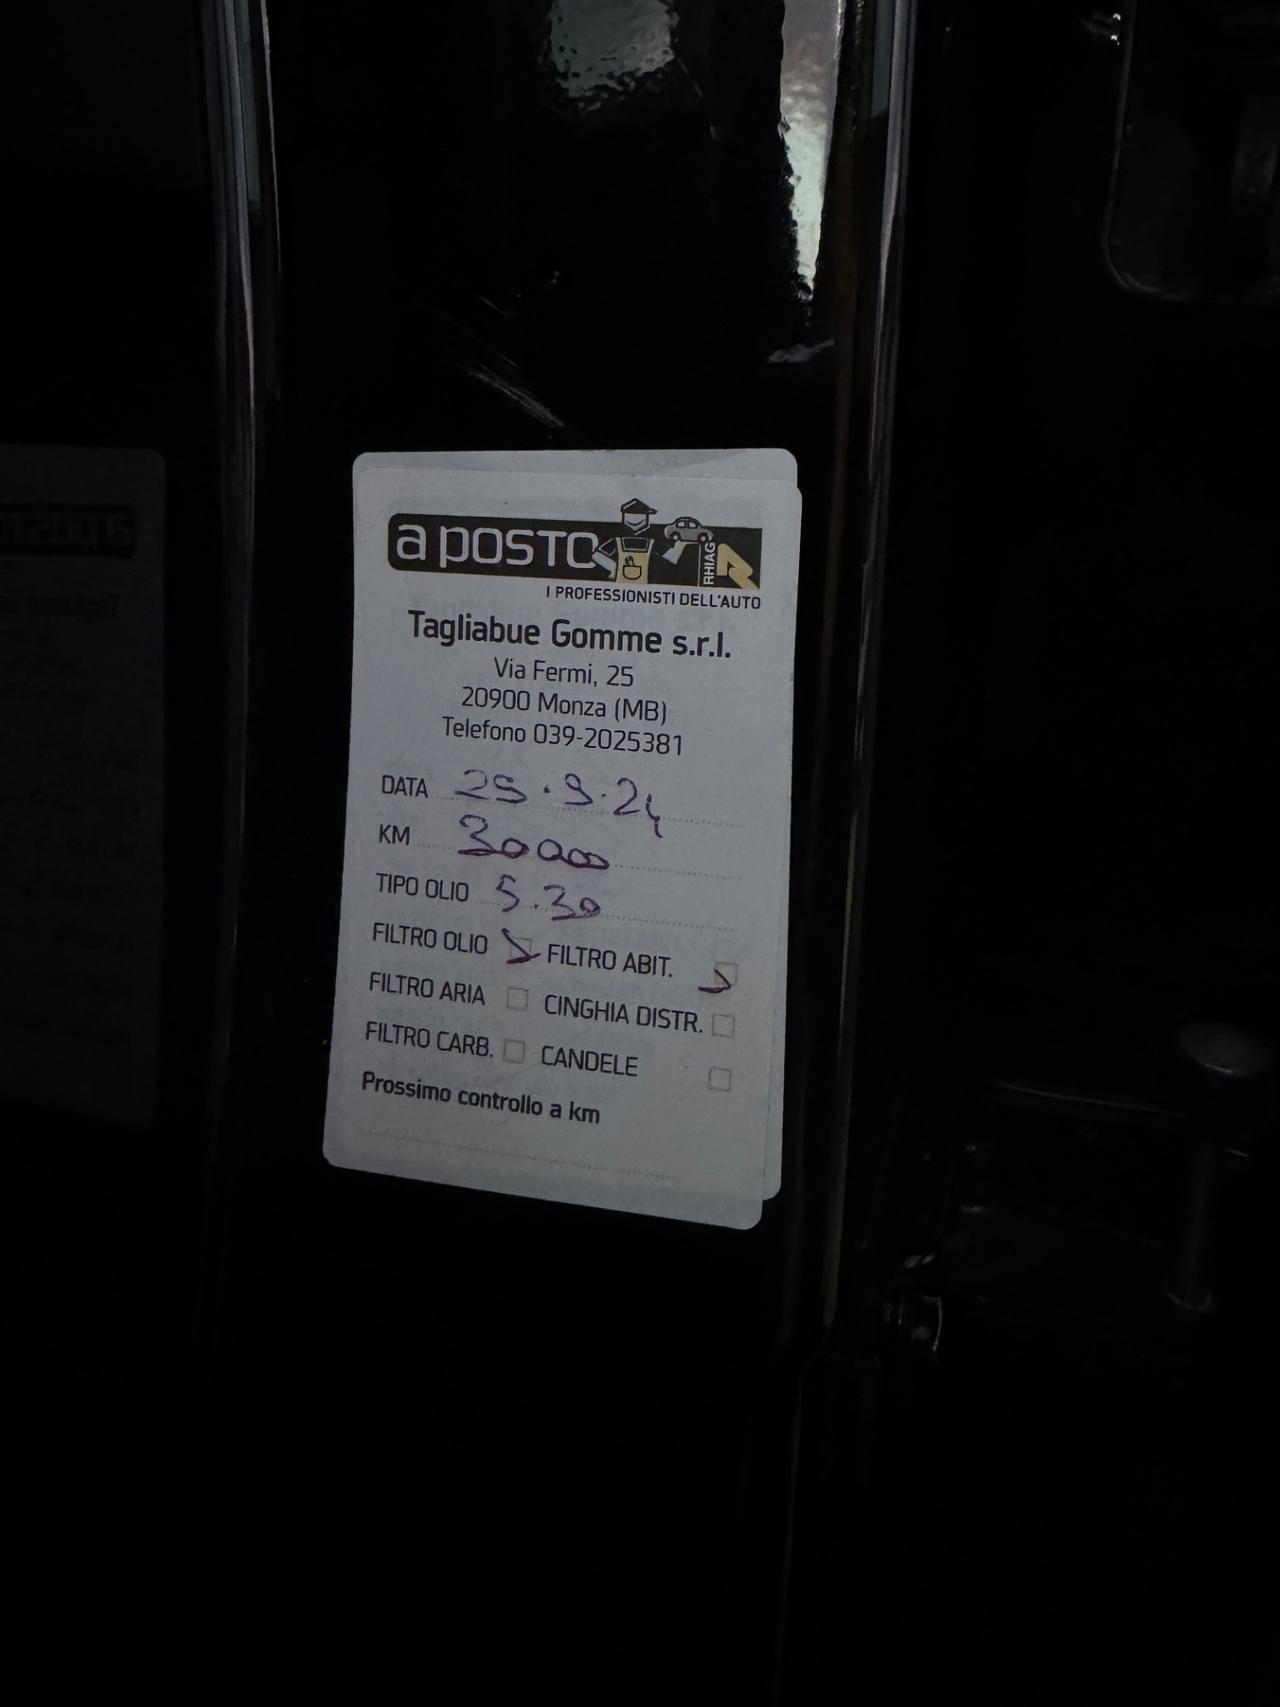 a posto
RHIAG
I PROFESSIONISTI DELL'AUTO
Tagliabue Gomme s.r.l.
Via Fermi, 25
20900 Monza (MB)
Telefono 039-2025381
DATA 25.9.24
KM 30000
TIPO OLIO 5.30
FILTRO OLIO FILTRO ABIT.
FILTRO ARIA CINGHIA DISTR.
FILTRO CARB. CANDELE
Prossimo controllo a km